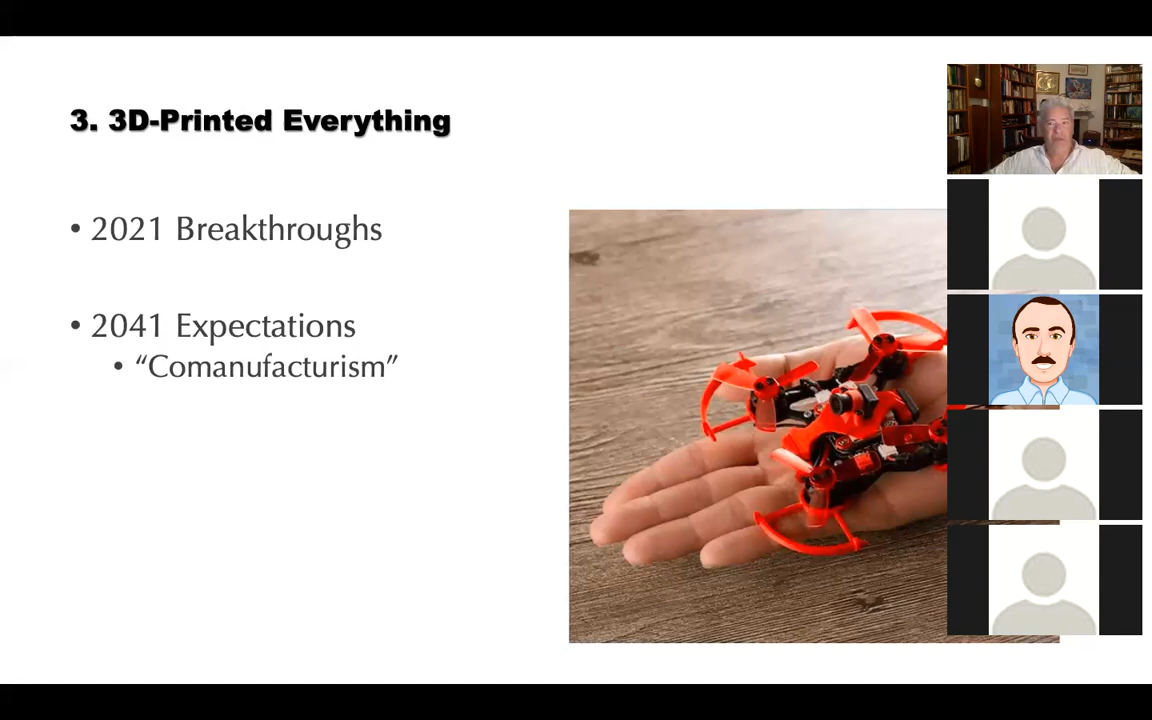 3. 3D-Printed Everything
• 2021 Breakthroughs
• 2041 Expectations
• “Comanufacturism”